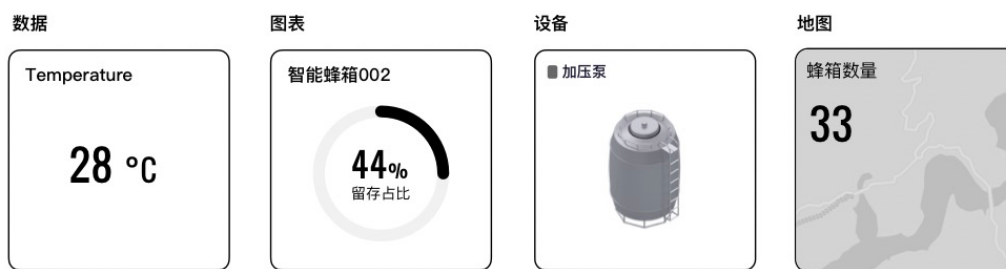 数据
图表
设备
地图
Temperature
28 °C
智能蜂箱002
44%
留存占比
加压泵
蜂箱数量
33